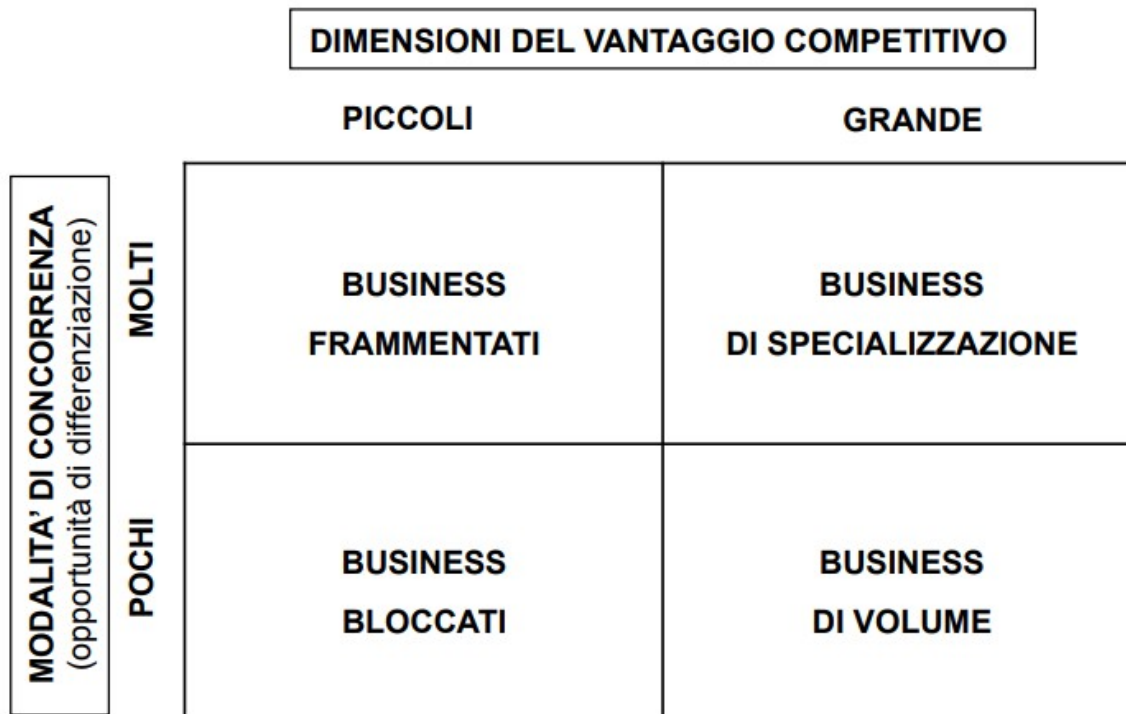 DIMENSIONI DEL VANTAGGIO COMPETITIVO
PICCOLI
GRANDE
MODALITA’ DI CONCORRENZA
(opportunità di differenziazione)
MOLTI
BUSINESS
FRAMMENTATI
BUSINESS
DI SPECIALIZZAZIONE
POCHI
BUSINESS
BLOCCATI
BUSINESS
DI VOLUME